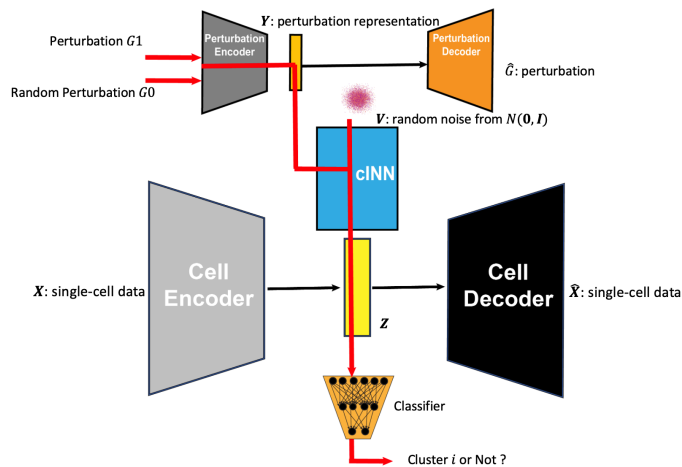 Y: perturbation representation
Perturbation G1
Perturbation
Encoder
Perturbation
Decoder
Random Perturbation G0
Ĝ: perturbation
V: random noise from N(0, I)
cINN
Cell
Encoder
Cell
Decoder
X: single-cell data
X̂: single-cell data
Z
Classifier
Cluster i or Not ?